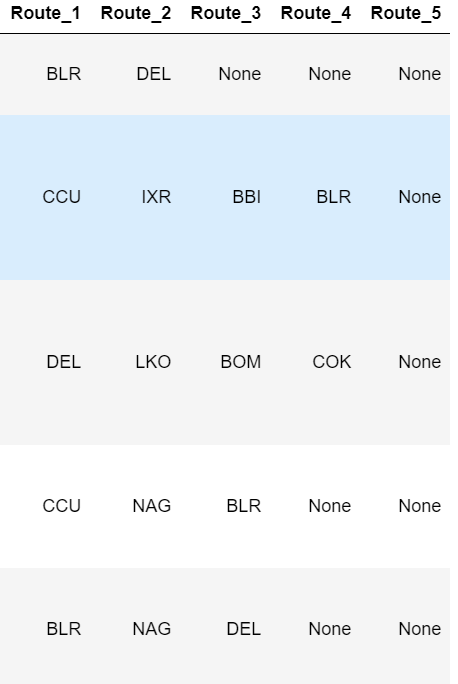 Route_1 Route_2 Route_3 Route_4 Route_5
BLR DEL None None None
CCU IXR BBI BLR None
DEL LKO BOM COK None
CCU NAG BLR None None
BLR NAG DEL None None